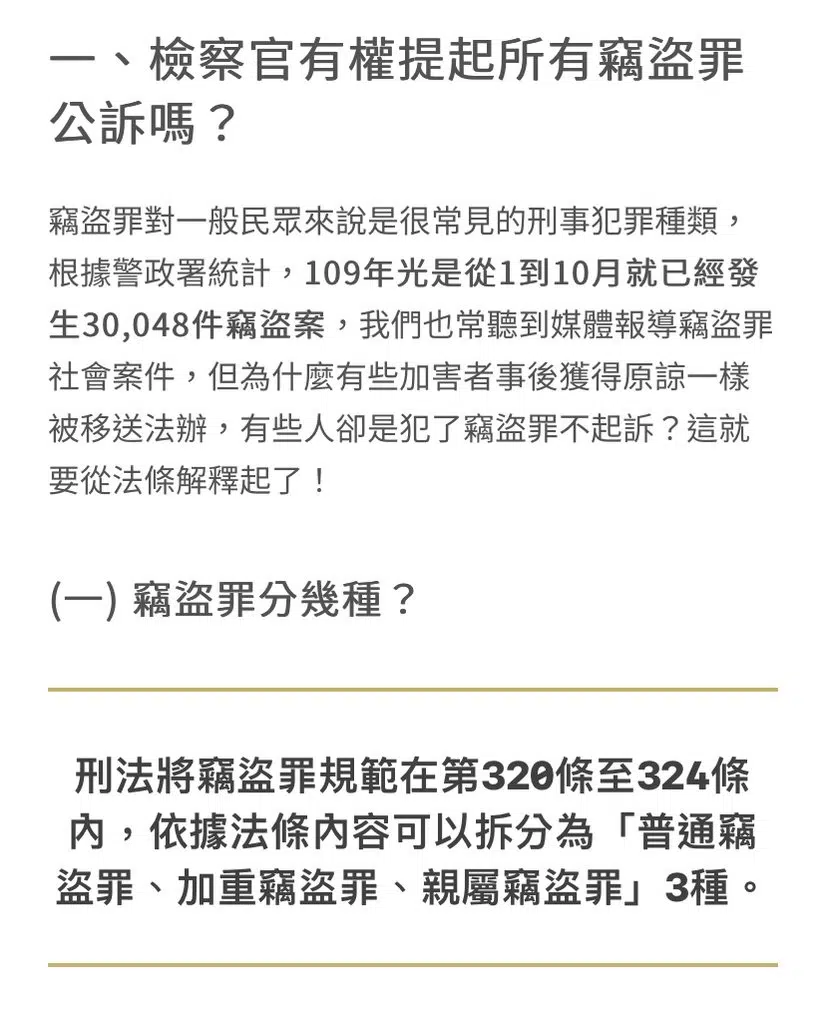 一、檢察官有權提起所有竊盜罪
公訴嗎？
竊盜罪對一般民眾來說是很常見的刑事犯罪種類，
根據警政署統計，109年光是從1到10月就已經發
生30,048件竊盜案，我們也常聽到媒體報導竊盜罪
社會案件，但為什麼有些加害者事後獲得原諒一樣
被移送法辦，有些人卻是犯了竊盜罪不起訴？這就
要從法條解釋起了！
(一) 竊盜罪分幾種？
刑法將竊盜罪規範在第320條至324條
內，依據法條內容可以拆分為「普通竊
盜罪、加重竊盜罪、親屬竊盜罪」3種。